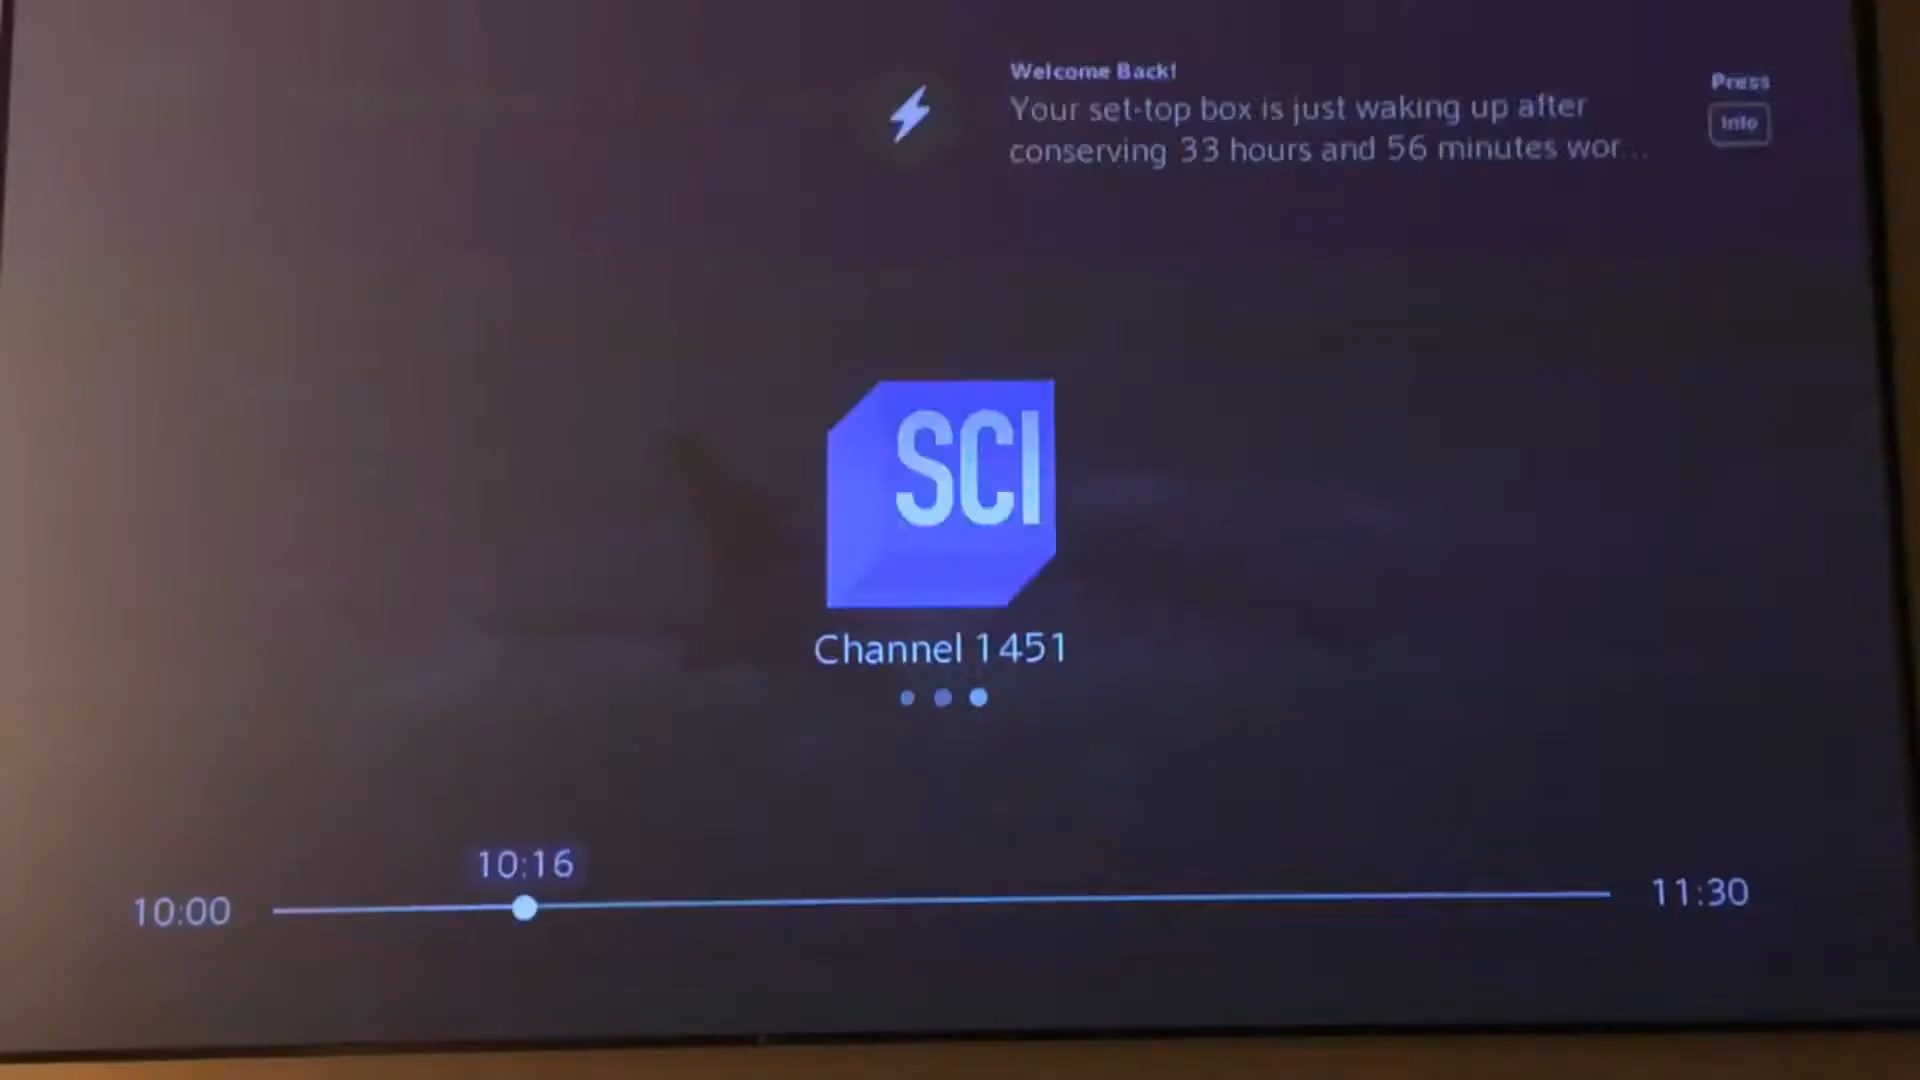 Welcome Back!
Your set-top box is just waking up after
conserving 33 hours and 56 minutes wor...
Press
Info
SCI
Channel 1451
10:16
10:00
11:30